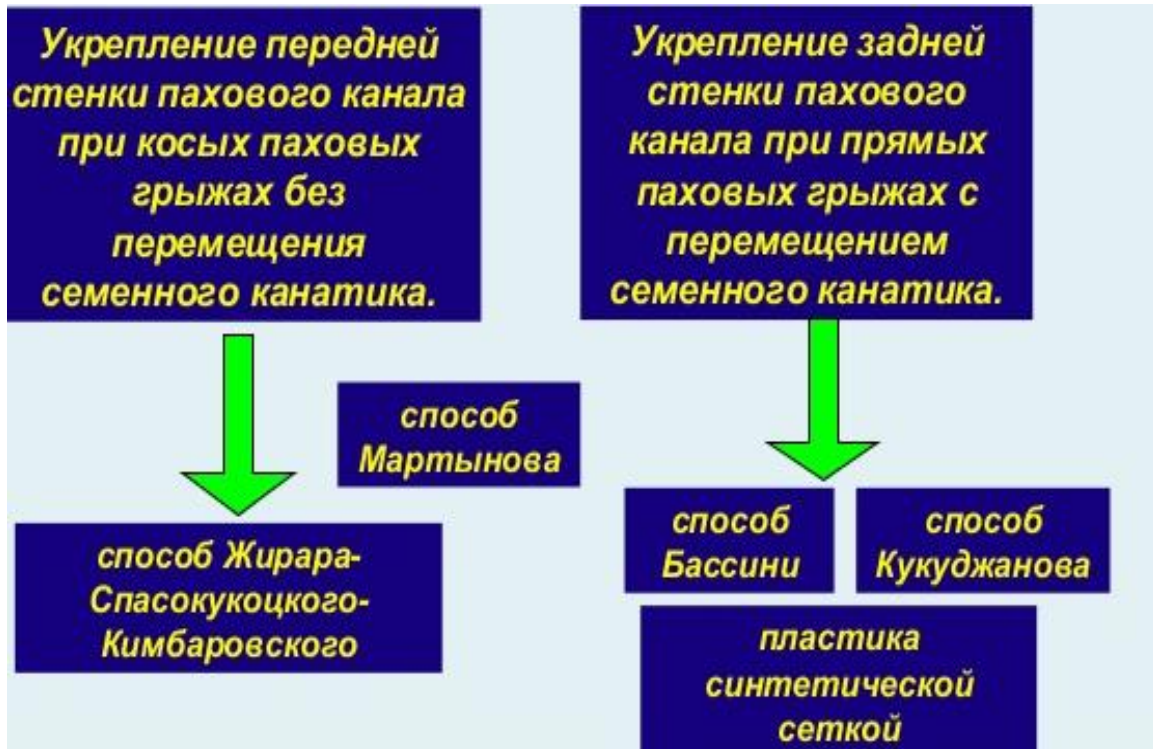 Укрепление передней
стенки пахового канала
при косых паховых
грыжах без
перемещения
семенного канатика.
Укрепление задней
стенки пахового
канала при прямых
паховых грыжах с
перемещением
семенного канатика.
способ
Мартынова
способ Жирара-
Спасокукоцкого-
Кимбаровского
способ
Бассини
способ
Кукуджанова
пластика
синтетической
сеткой